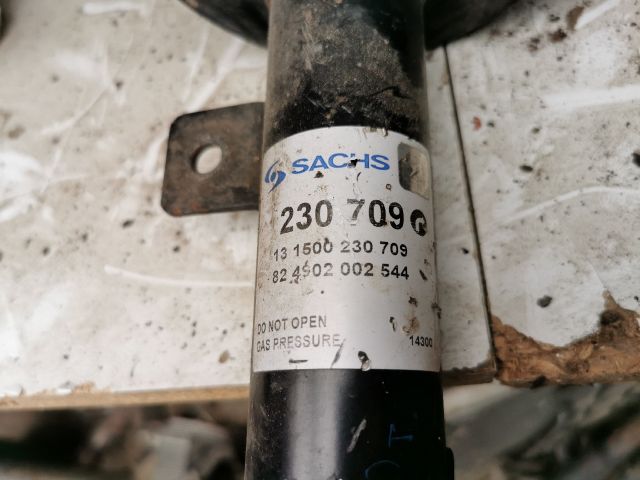 SACHS
230 709
13 1500 230 709
82 4902 002 544
DO NOT OPEN
GAS PRESSURE
14300